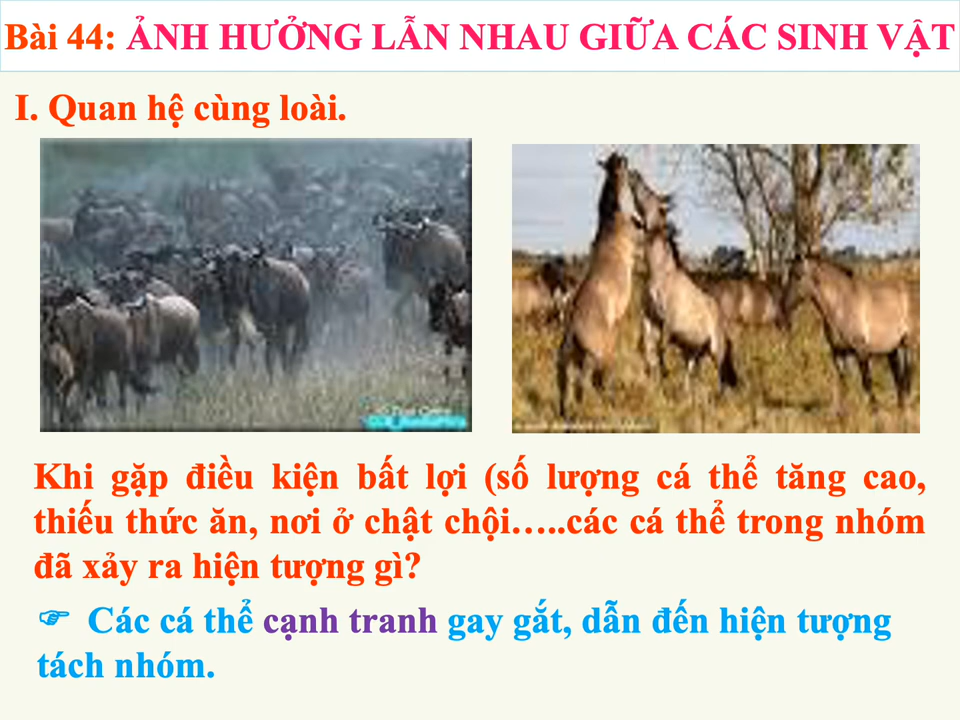 Bài 44: ẢNH HƯỞNG LẪN NHAU GIỮA CÁC SINH VẬT
I. Quan hệ cùng loài.
Khi gặp điều kiện bất lợi (số lượng cá thể tăng cao,
thiếu thức ăn, nơi ở chật chội…..các cá thể trong nhóm
đã xảy ra hiện tượng gì?
☞ Các cá thể cạnh tranh gay gắt, dẫn đến hiện tượng
tách nhóm.